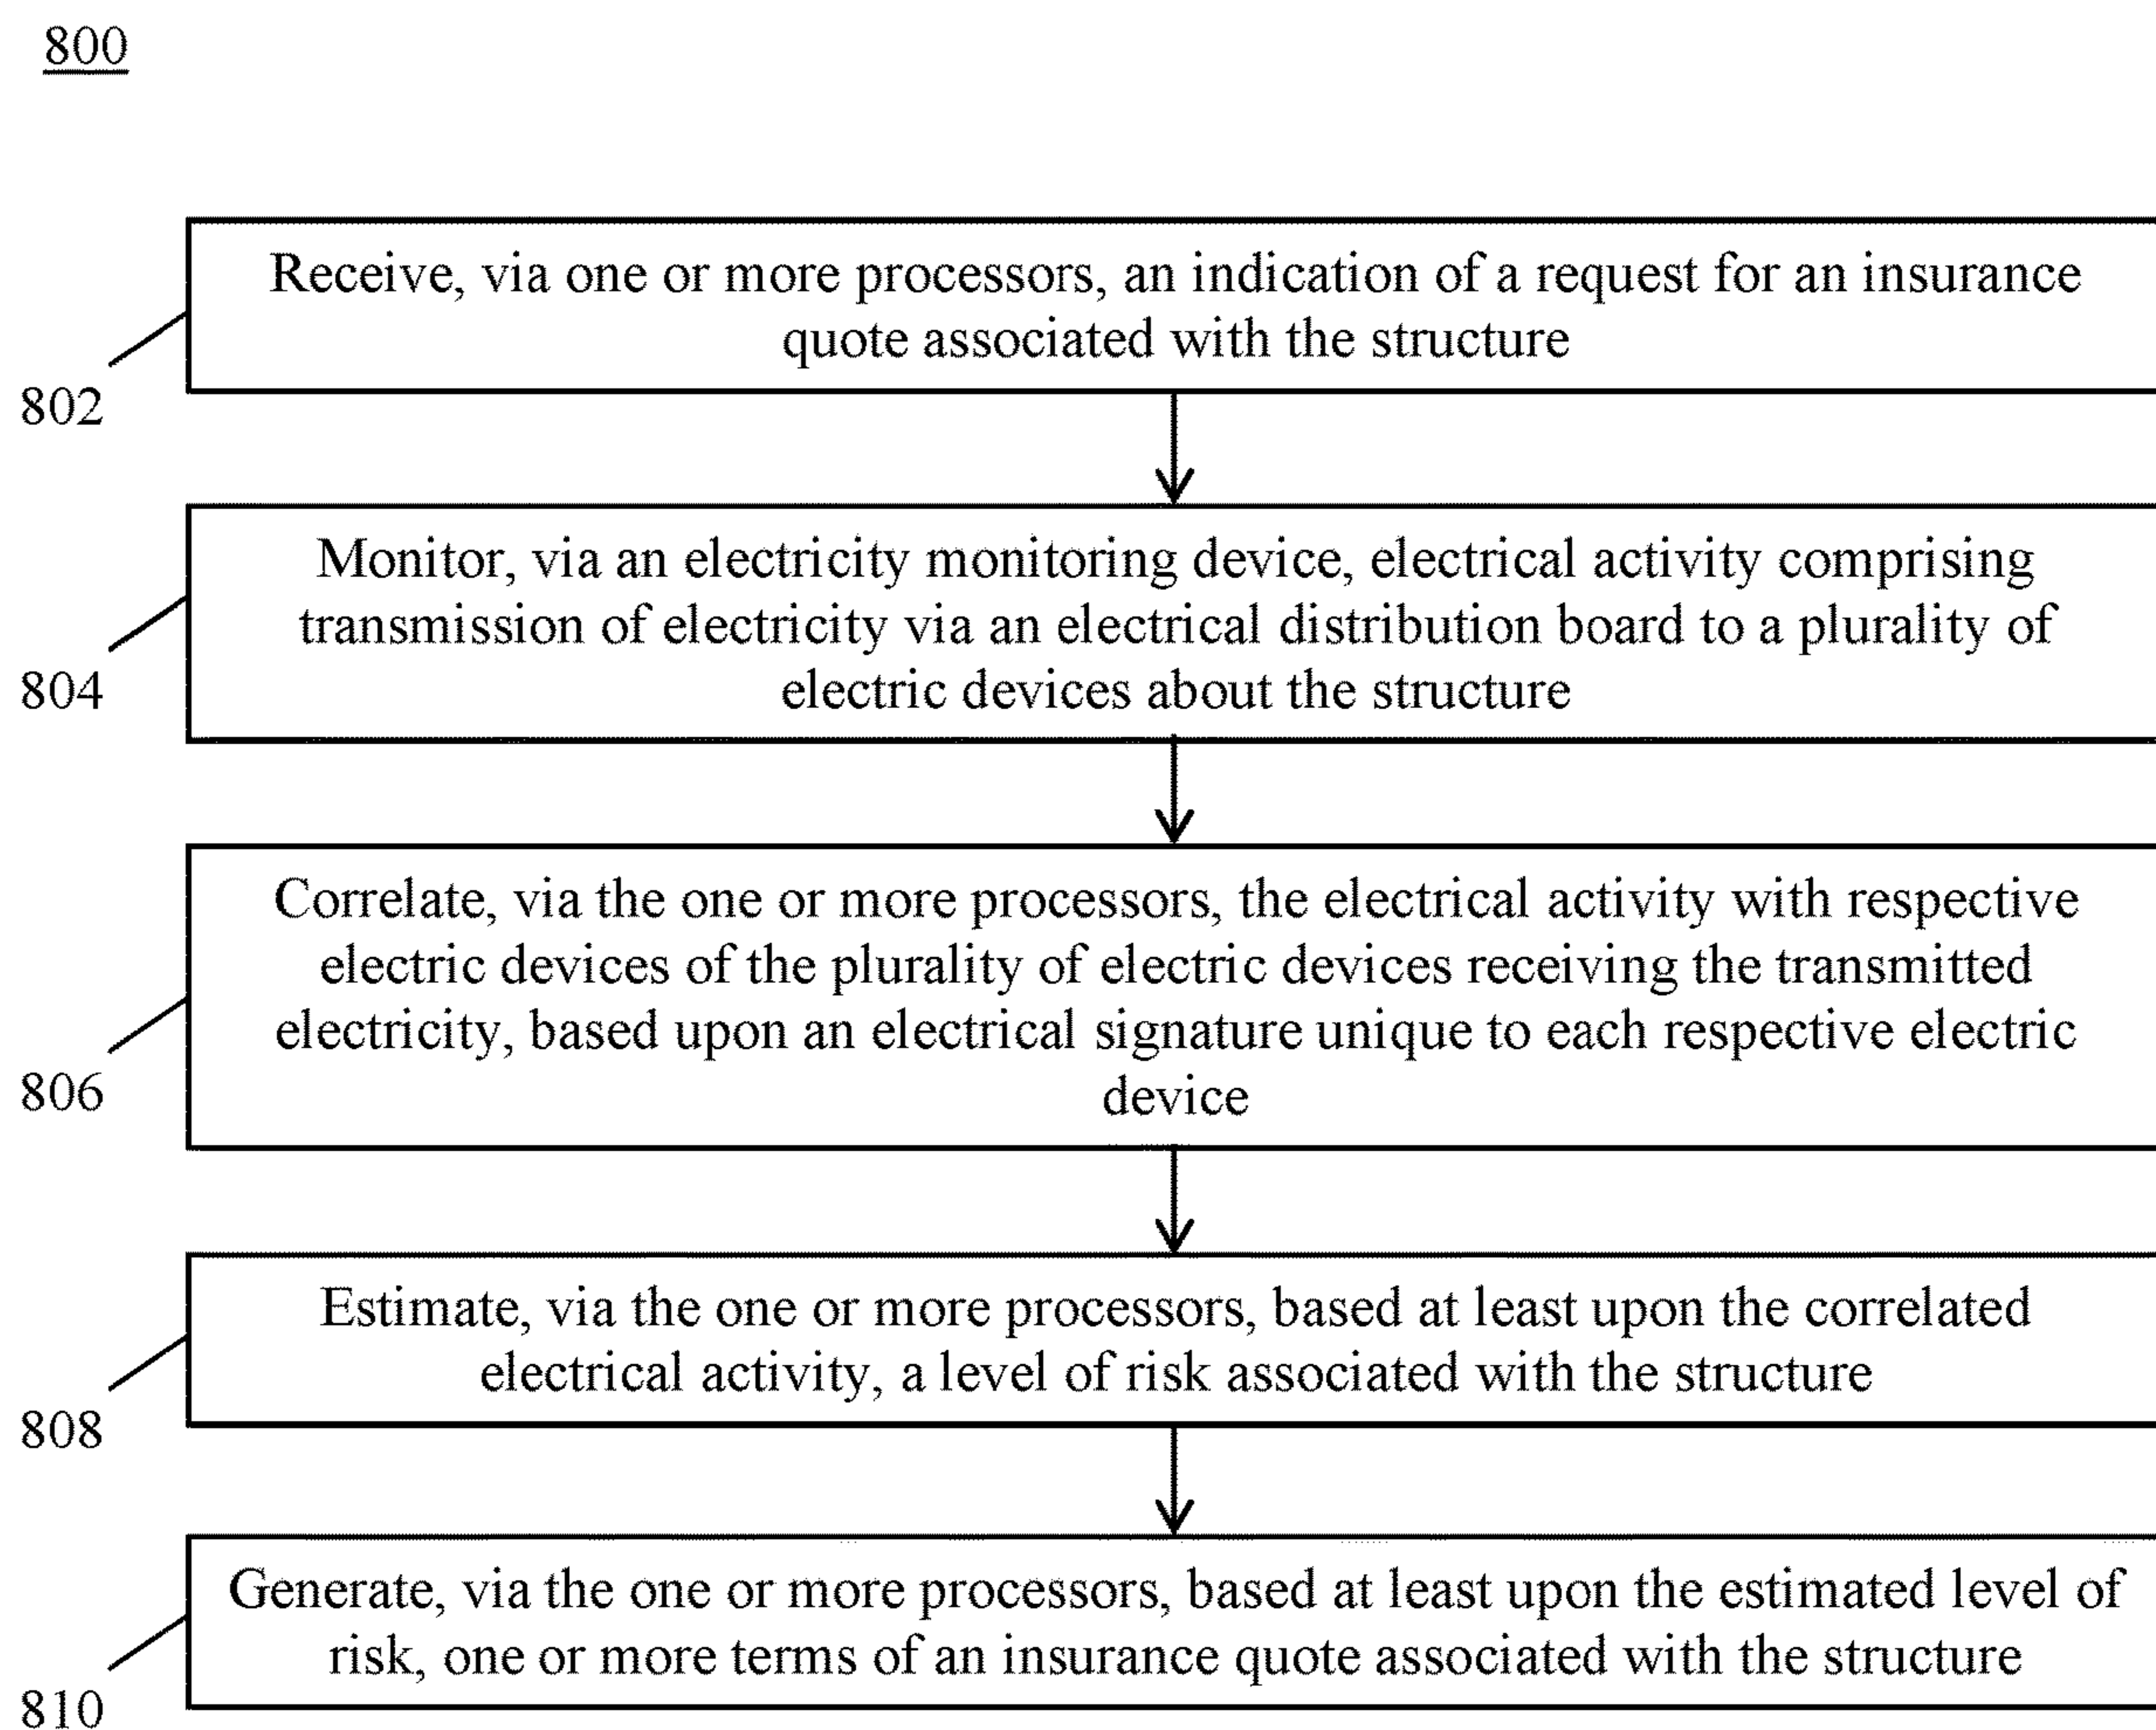 800
Receive, via one or more processors, an indication of a request for an insurance
quote associated with the structure
802
Monitor, via an electricity monitoring device, electrical activity comprising
transmission of electricity via an electrical distribution board to a plurality of
electric devices about the structure
804
Correlate, via the one or more processors, the electrical activity with respective
electric devices of the plurality of electric devices receiving the transmitted
electricity, based upon an electrical signature unique to each respective electric
device
806
Estimate, via the one or more processors, based at least upon the correlated
electrical activity, a level of risk associated with the structure
808
Generate, via the one or more processors, based at least upon the estimated level of
risk, one or more terms of an insurance quote associated with the structure
810